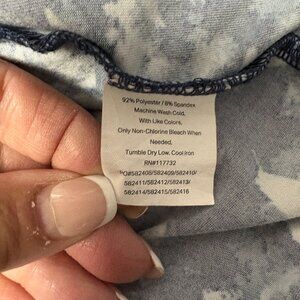 92% Polyester / 8% Spandex
Machine Wash Cold,
With Like Colors,
Only Non-Chlorine Bleach When
Needed,
Tumble Dry Low, Cool Iron
RN#117732
PO#582408/582409/582410/
582411/582412/582413/
582414/582415/582416